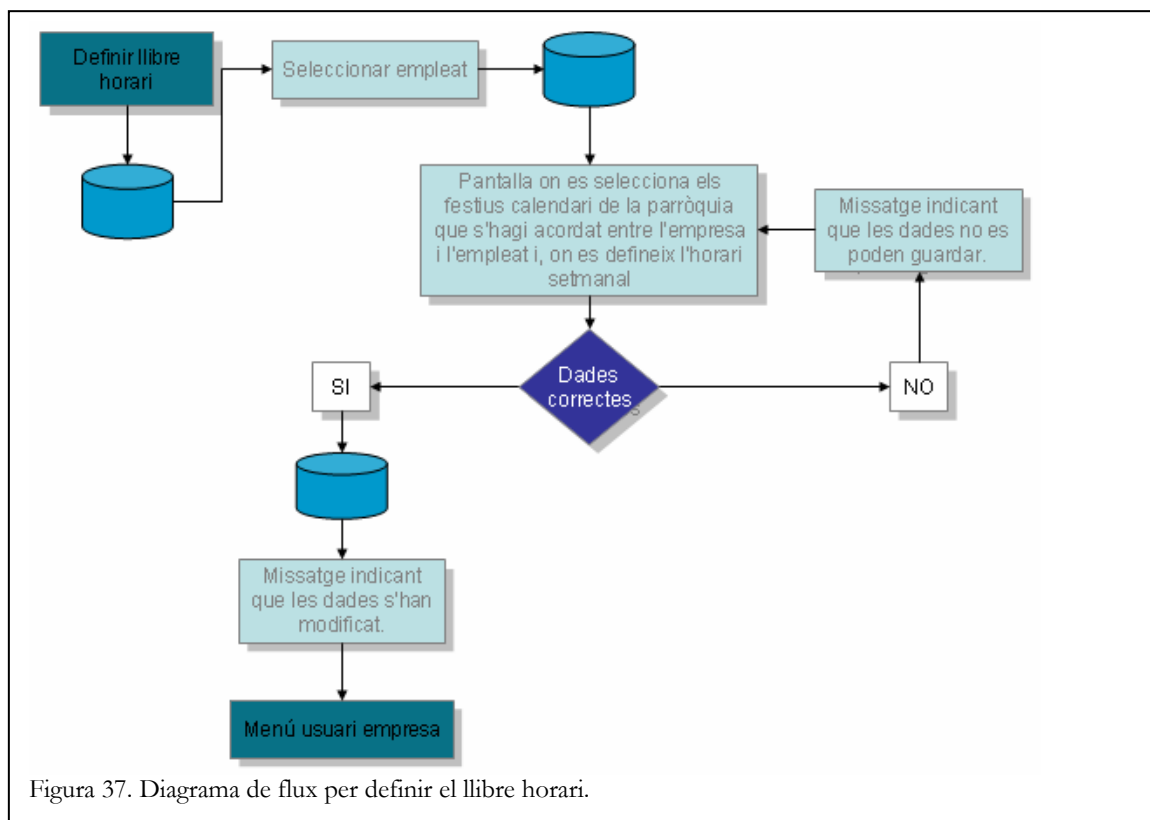 Definir llibre
horari
Seleccionar empleat
Pantalla on es selecciona els
festius calendari de la parròquia
que s'hagi acordat entre l'empresa
i l'empleat i, on es defineix l'horari
setmanal
Missatge indicant
que les dades no es
poden guardar.
SI
Dades
correctes
NO
Missatge indicant
que les dades s'han
modificat.
Menú usuari empresa
Figura 37. Diagrama de flux per definir el llibre horari.